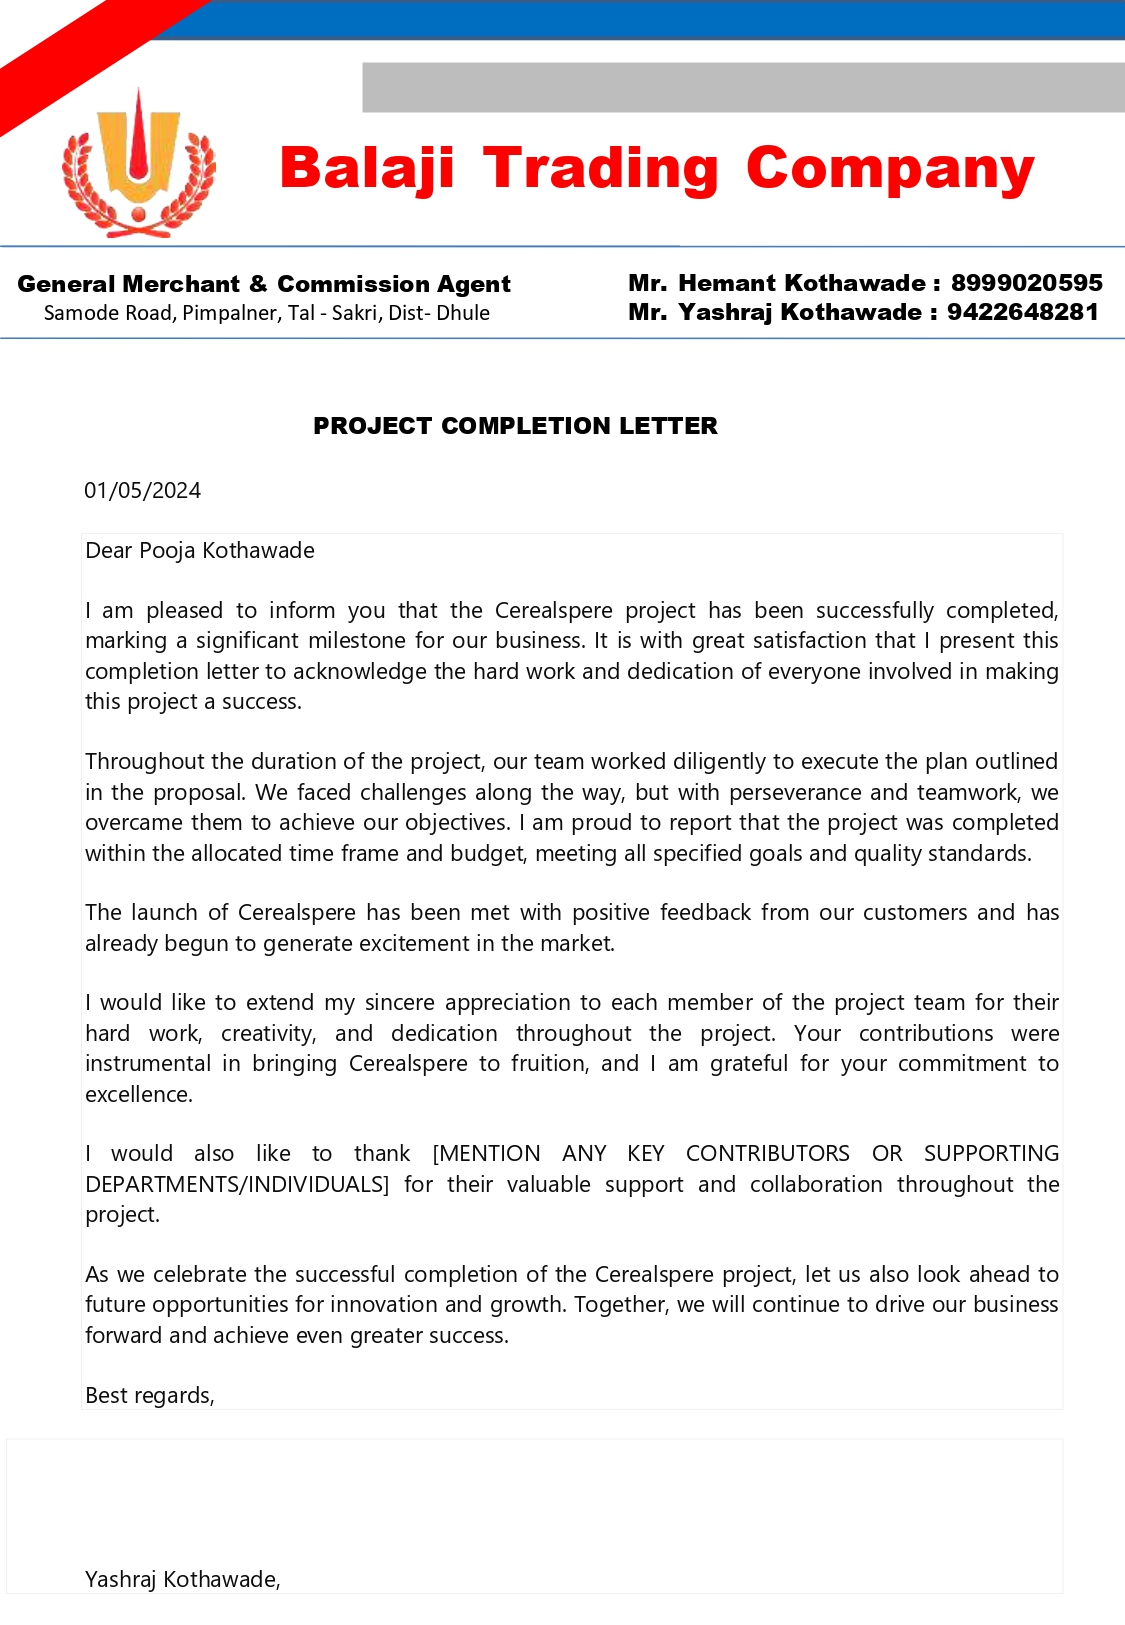 Balaji Trading Company
General Merchant & Commission Agent
Samode Road, Pimpalner, Tal - Sakri, Dist- Dhule
Mr. Hemant Kothawade : 8999020595
Mr. Yashraj Kothawade : 9422648281
PROJECT COMPLETION LETTER
01/05/2024
Dear Pooja Kothawade
I am pleased to inform you that the Cerealspere project has been successfully completed,
marking a significant milestone for our business. It is with great satisfaction that I present this
completion letter to acknowledge the hard work and dedication of everyone involved in making
this project a success.
Throughout the duration of the project, our team worked diligently to execute the plan outlined
in the proposal. We faced challenges along the way, but with perseverance and teamwork, we
overcame them to achieve our objectives. I am proud to report that the project was completed
within the allocated time frame and budget, meeting all specified goals and quality standards.
The launch of Cerealspere has been met with positive feedback from our customers and has
already begun to generate excitement in the market.
I would like to extend my sincere appreciation to each member of the project team for their
hard work, creativity, and dedication throughout the project. Your contributions were
instrumental in bringing Cerealspere to fruition, and I am grateful for your commitment to
excellence.
I would also like to thank [MENTION ANY KEY CONTRIBUTORS OR SUPPORTING
DEPARTMENTS/INDIVIDUALS] for their valuable support and collaboration throughout the
project.
As we celebrate the successful completion of the Cerealspere project, let us also look ahead to
future opportunities for innovation and growth. Together, we will continue to drive our business
forward and achieve even greater success.
Best regards,
Yashraj Kothawade,